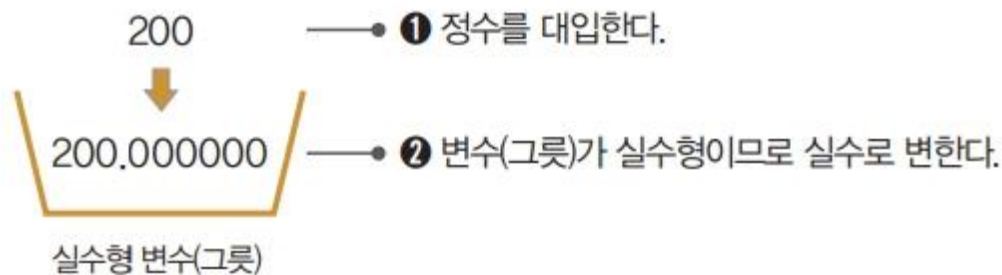 200
❶ 정수를 대입한다.
200.000000
❷ 변수(그릇)가 실수형이므로 실수로 변한다.
실수형 변수(그릇)